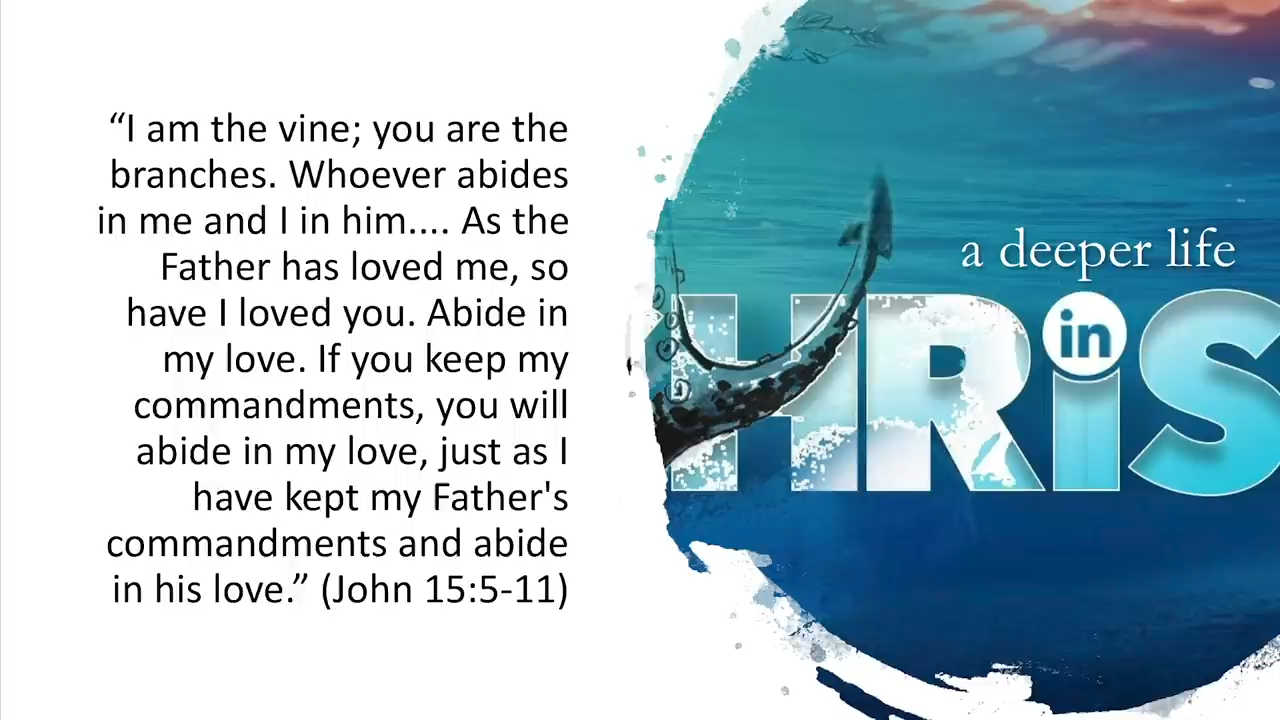 “I am the vine; you are the
branches. Whoever abides
in me and I in him.... As the
Father has loved me, so
have I loved you. Abide in
my love. If you keep my
commandments, you will
abide in my love, just as I
have kept my Father's
commandments and abide
in his love.” (John 15:5-11)
a deeper life
in
HRiS